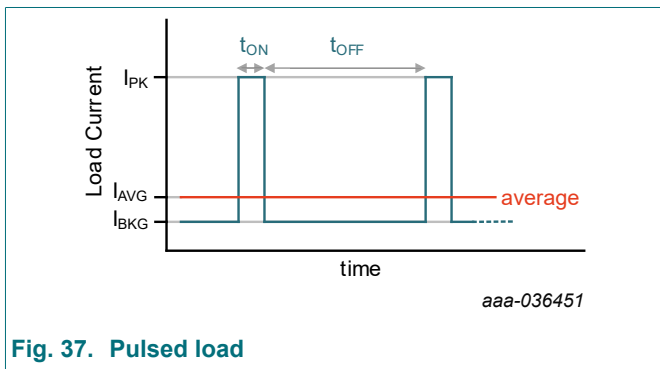 tON
tOFF
IPK
Load Current
IAVG
average
IBKG
time
aaa-036451
Fig. 37. Pulsed load